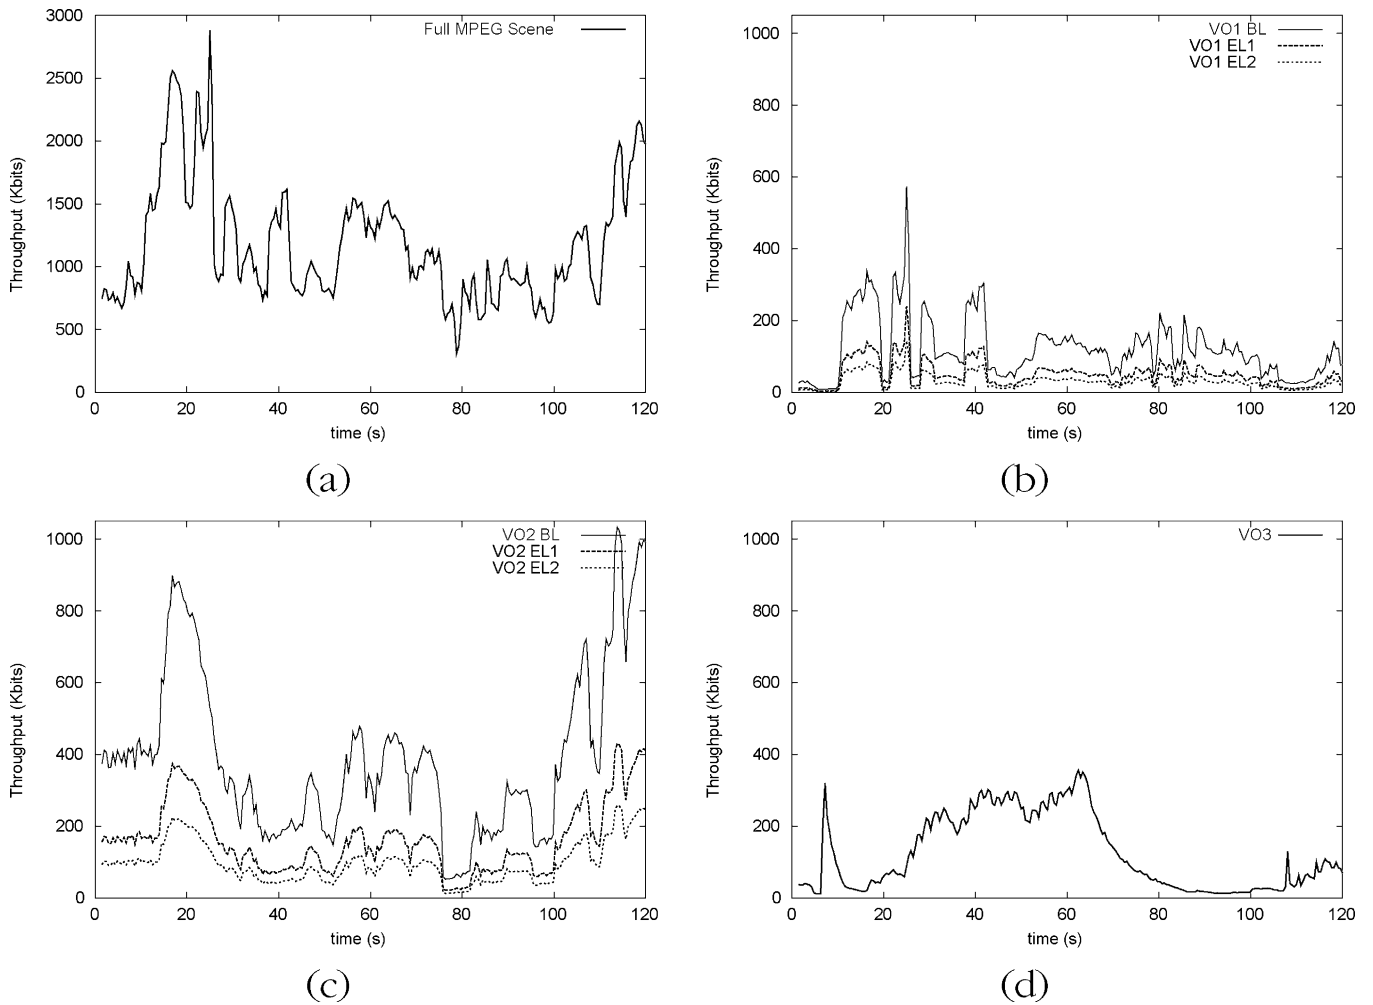 3000
2500
2000
1500
1000
500
0
0 20 40 60 80 100 120
Throughput (Kbits)
time (s)
Full MPEG Scene
(a)
1000
800
600
400
200
0
0 20 40 60 80 100 120
Throughput (Kbits)
time (s)
VO1 BL
VO1 EL1
VO1 EL2
(b)
1000
800
600
400
200
0
0 20 40 60 80 100 120
Throughput (Kbits)
time (s)
VO2 BL
VO2 EL1
VO2 EL2
(c)
1000
800
600
400
200
0
0 20 40 60 80 100 120
Throughput (Kbits)
time (s)
VO3
(d)